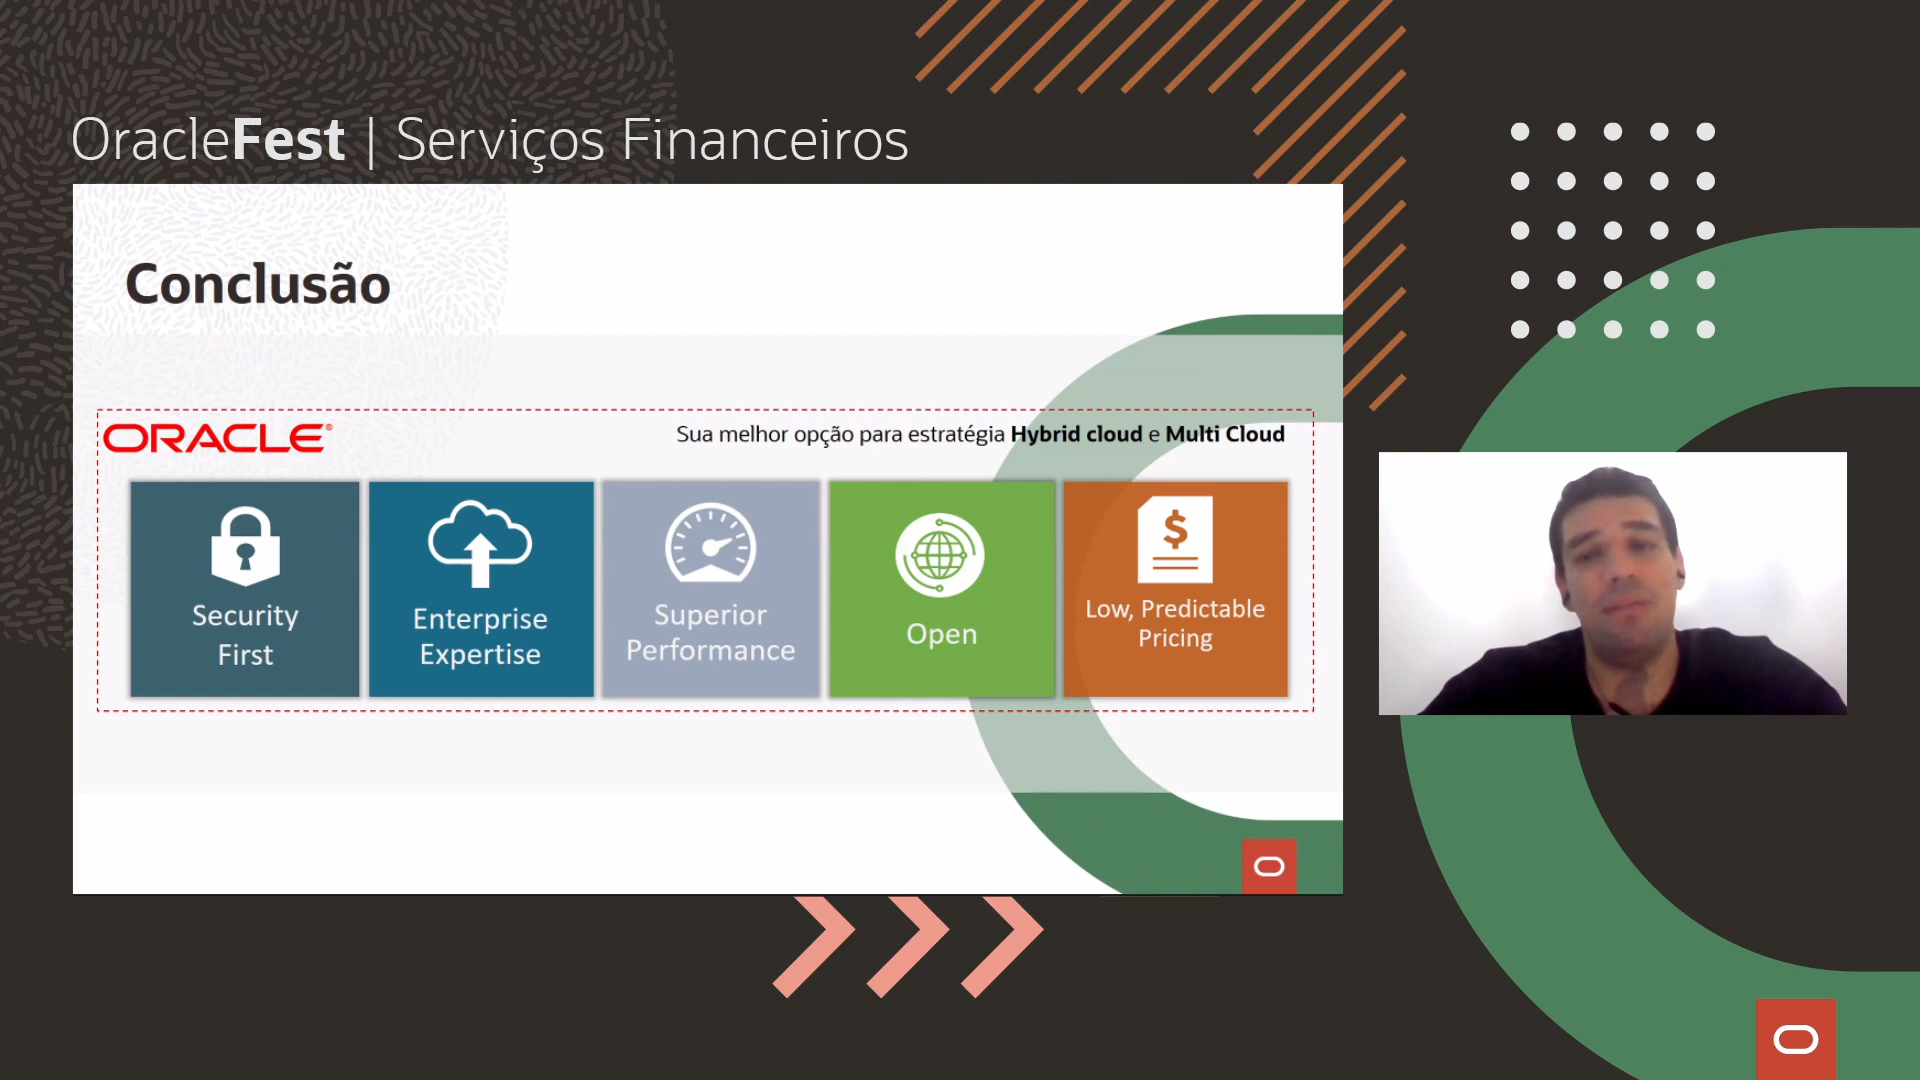 OracleFest | Serviços Financeiros
Conclusão
ORACLE®
Sua melhor opção para estratégia Hybrid cloud e Multi Cloud
Security
First
Enterprise
Expertise
Superior
Performance
Open
$
Low, Predictable
Pricing